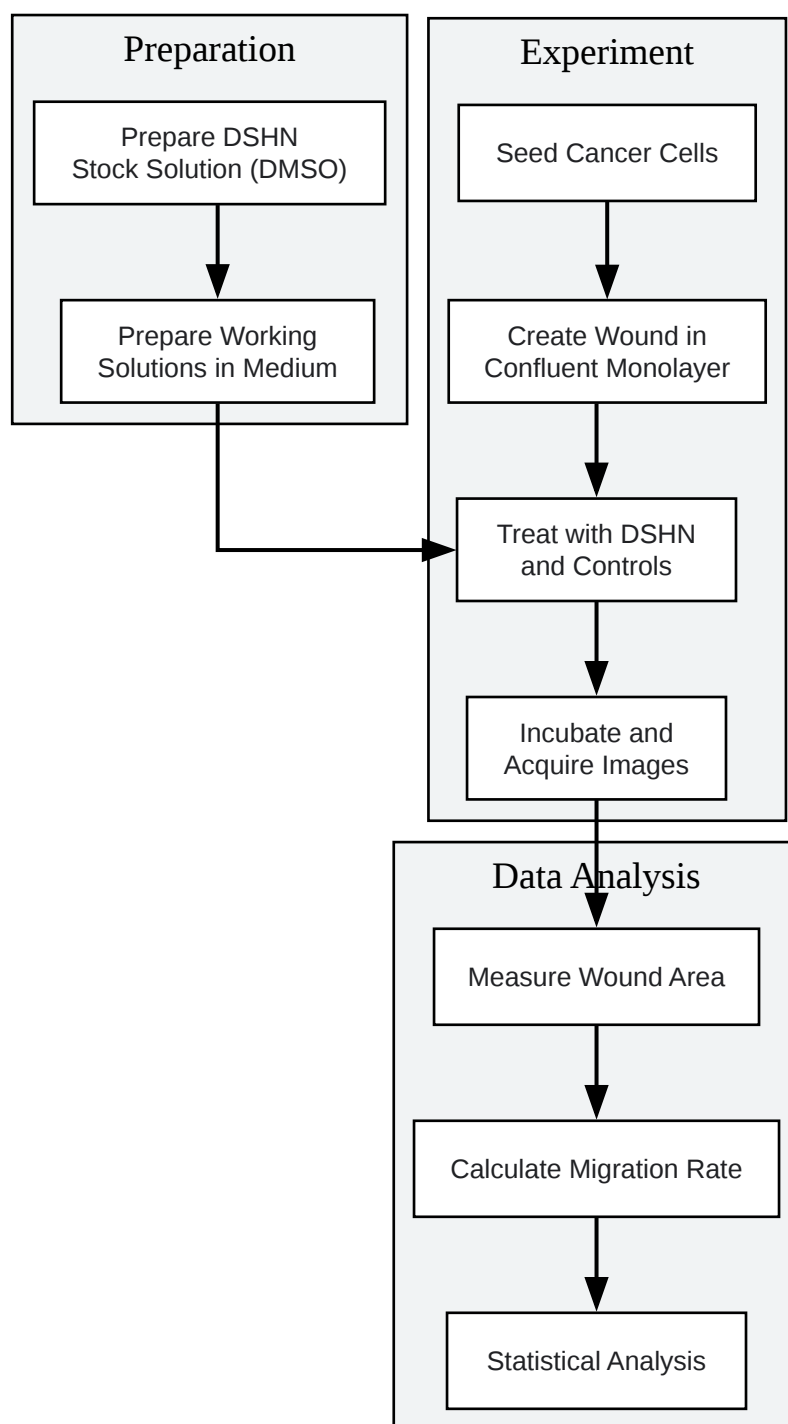 Preparation
Prepare DSHN
Stock Solution (DMSO)
Prepare Working
Solutions in Medium
Experiment
Seed Cancer Cells
Create Wound in
Confluent Monolayer
Treat with DSHN
and Controls
Incubate and
Acquire Images
Data Analysis
Measure Wound Area
Calculate Migration Rate
Statistical Analysis